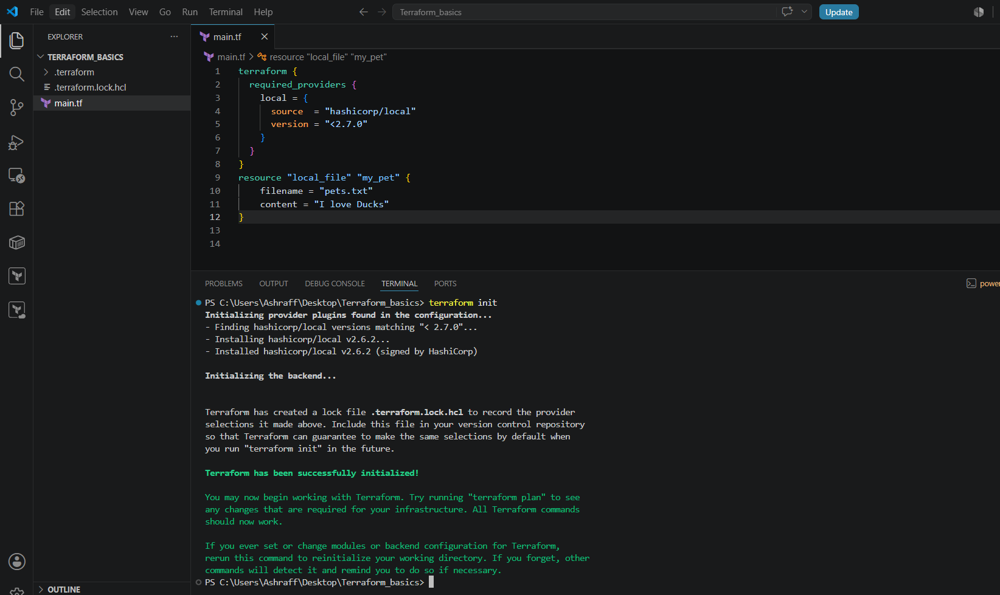 File Edit Selection View Go Run Terminal Help
Terraform_basics
Update
EXPLORER
TERRAFORM_BASICS
.terraform
.terraform.lock.hcl
main.tf
OUTLINE
main.tf
main.tf > resource "local_file" "my_pet"
1 terraform {
2 required_providers {
3 local = {
4 source  = "hashicorp/local"
5 version = "<2.7.0"
6 }
7 }
8 }
9 resource "local_file" "my_pet" {
10 filename = "pets.txt"
11 content = "I love Ducks"
12 }
13
14
PROBLEMS OUTPUT DEBUG CONSOLE TERMINAL PORTS
PS C:\Users\Ashraff\Desktop\Terraform_basics> terraform init
Initializing provider plugins found in the configuration...
- Finding hashicorp/local versions matching "< 2.7.0"...
- Installing hashicorp/local v2.6.2...
- Installed hashicorp/local v2.6.2 (signed by HashiCorp)
Initializing the backend...
Terraform has created a lock file .terraform.lock.hcl to record the provider
selections it made above. Include this file in your version control repository
so that Terraform can guarantee to make the same selections by default when
you run "terraform init" in the future.
Terraform has been successfully initialized!
You may now begin working with Terraform. Try running "terraform plan" to see
any changes that are required for your infrastructure. All Terraform commands
should now work.
If you ever set or change modules or backend configuration for Terraform,
rerun this command to reinitialize your working directory. If you forget, other
commands will detect it and remind you to do so if necessary.
PS C:\Users\Ashraff\Desktop\Terraform_basics>